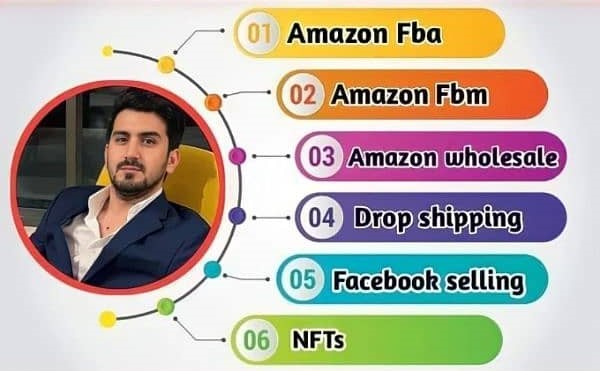 01 Amazon Fba
02 Amazon Fbm
03 Amazon wholesale
04 Drop shipping
05 Facebook selling
06 NFTs